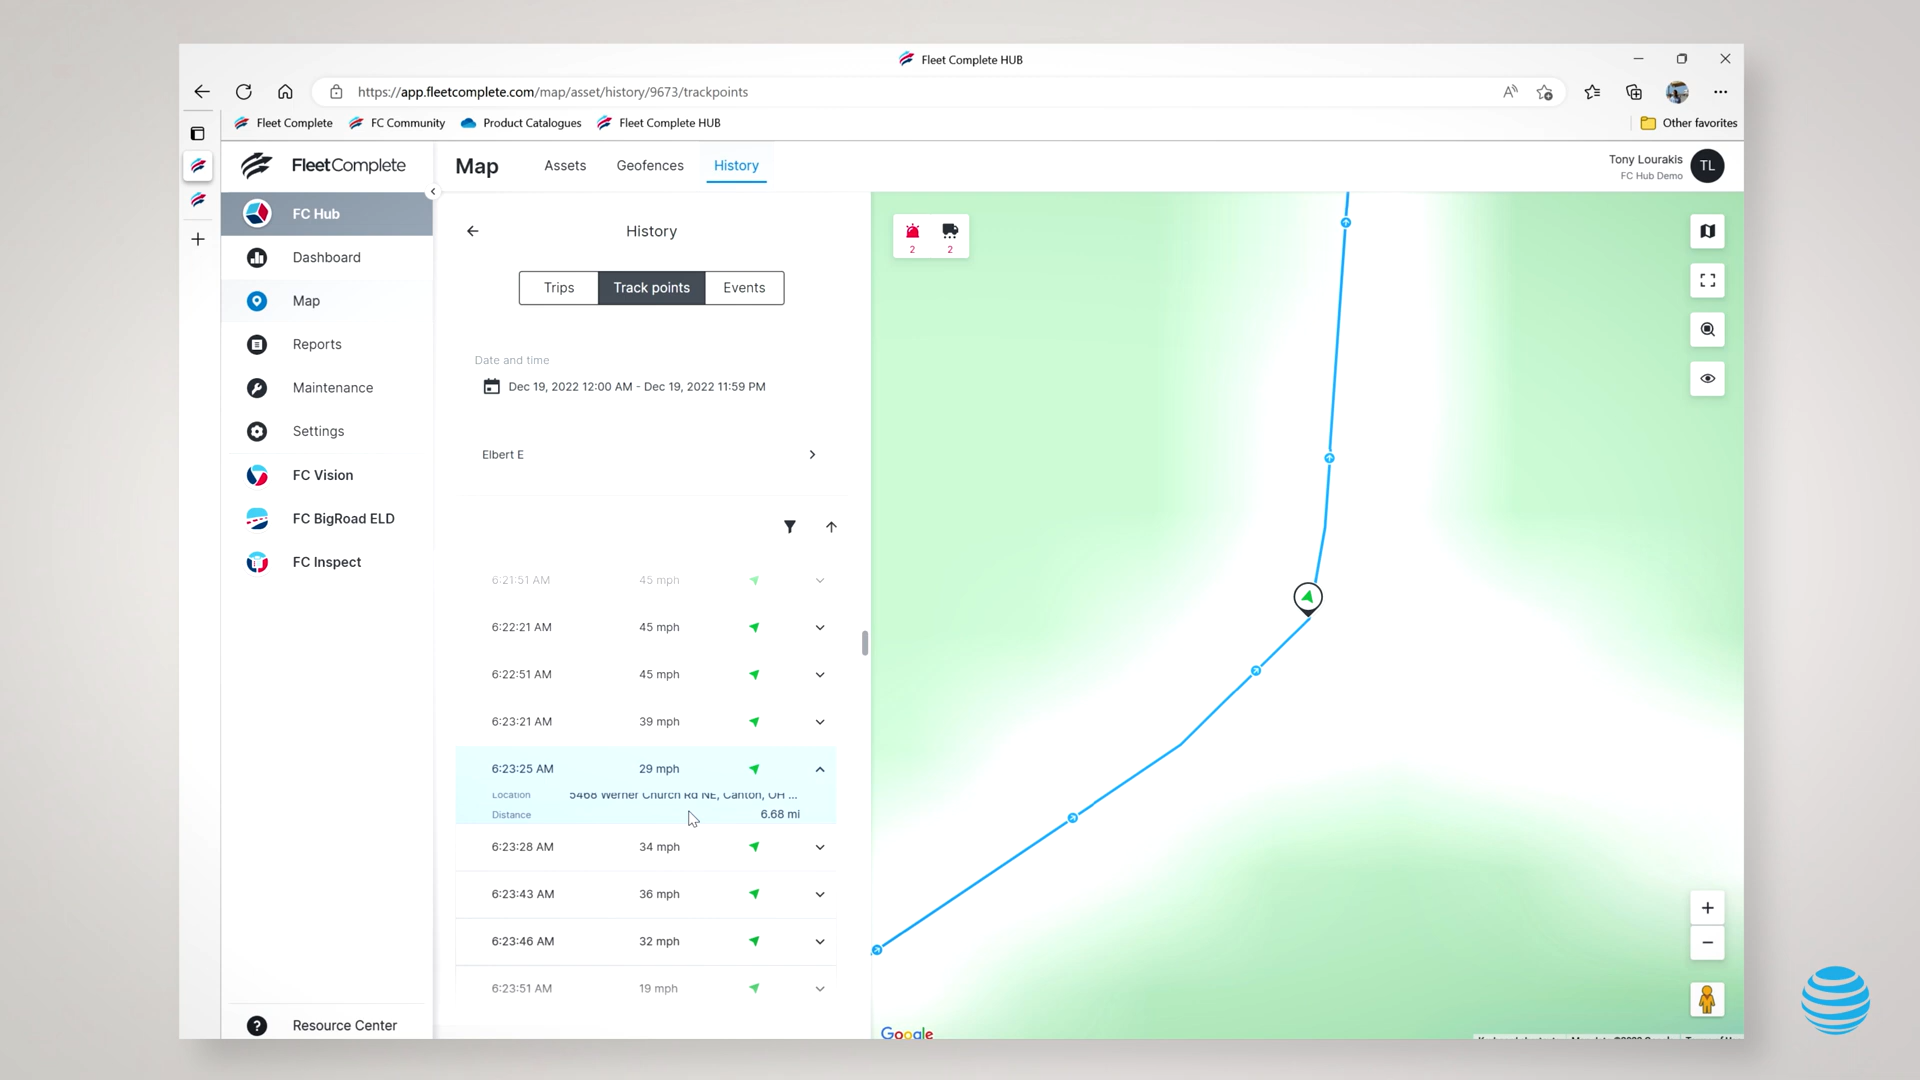 Fleet Complete HUB
https://app.fleetcomplete.com/map/asset/history/9673/trackpoints
Fleet Complete
FC Community
Product Catalogues
Fleet Complete HUB
Other favorites
FleetComplete
Map
Assets
Geofences
History
Tony Lourakis
FC Hub Demo
TL
FC Hub
Dashboard
Map
Reports
Maintenance
Settings
FC Vision
FC BigRoad ELD
FC Inspect
Resource Center
History
Trips
Track points
Events
Date and time
Dec 19, 2022 12:00 AM - Dec 19, 2022 11:59 PM
Elbert E
6:21:51 AM 45 mph
6:22:21 AM 45 mph
6:22:51 AM 45 mph
6:23:21 AM 39 mph
6:23:25 AM 29 mph
Location 5468 Werner Church Rd NE, Canton, OH ...
Distance 6.68 mi
6:23:28 AM 34 mph
6:23:43 AM 36 mph
6:23:46 AM 32 mph
6:23:51 AM 19 mph
2 2
Google